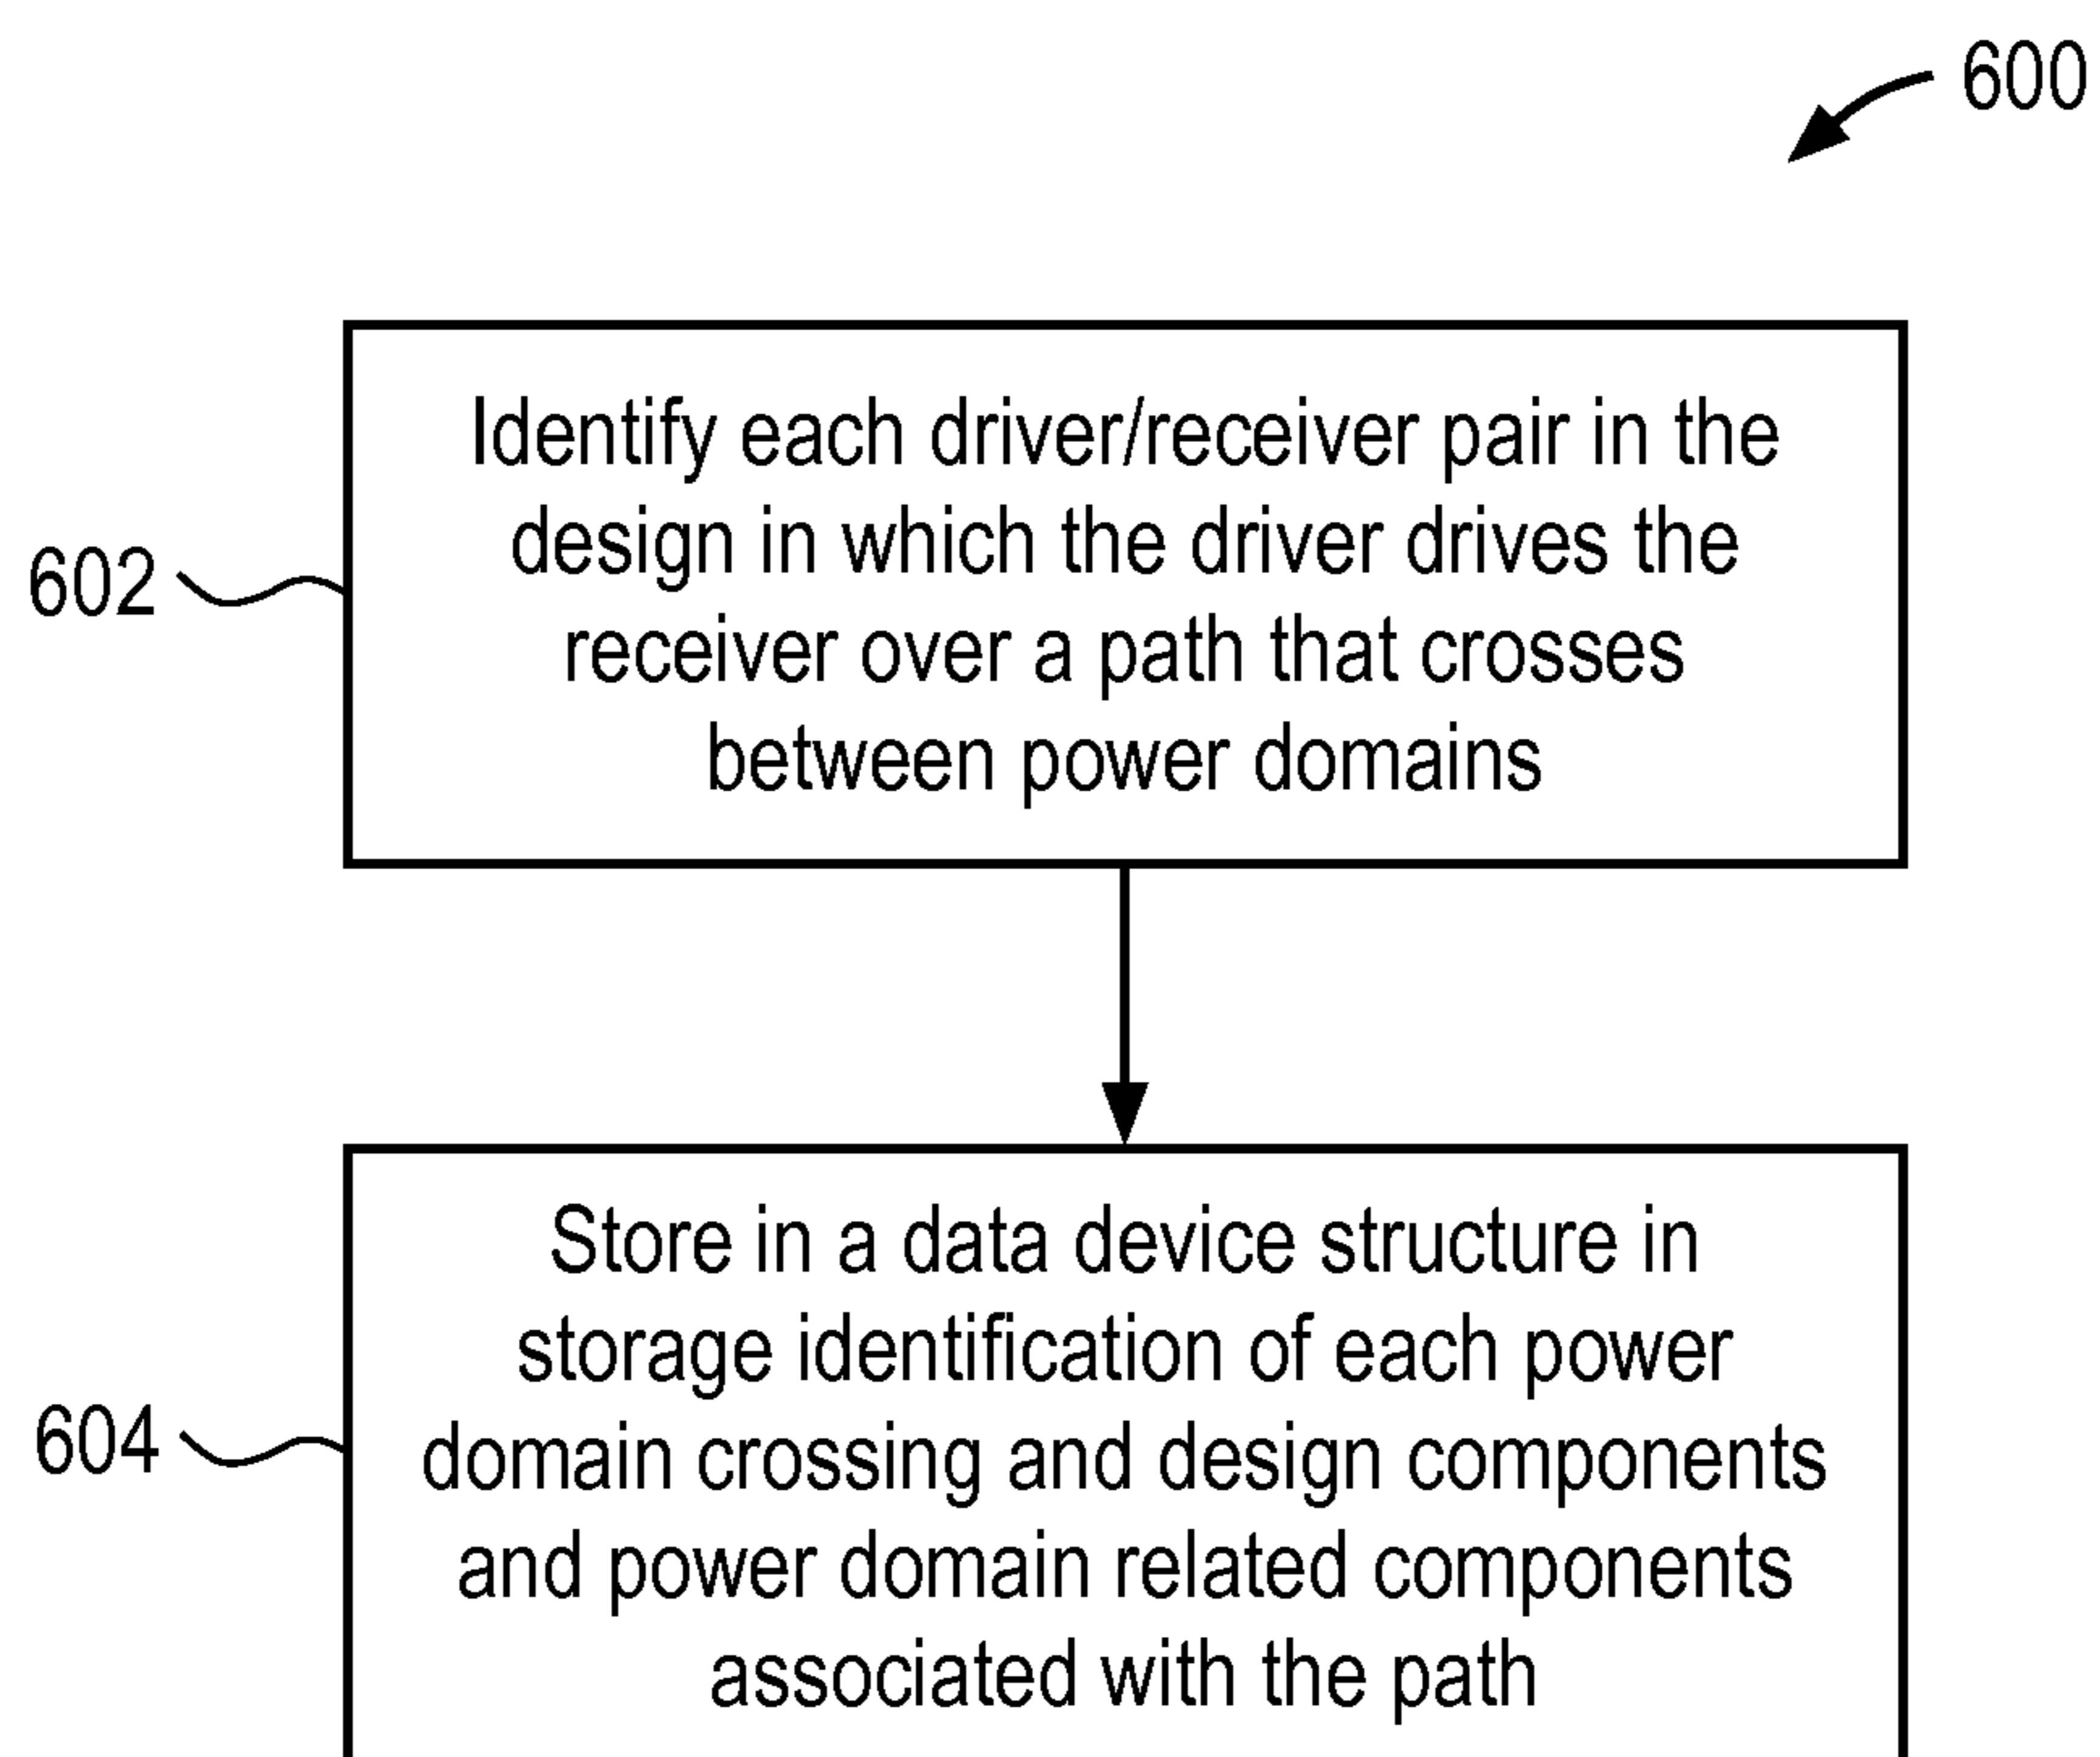 600
Identify each driver/receiver pair in the
design in which the driver drives the
602
receiver over a path that crosses
between power domains
Store in a data device structure in
storage identification of each power
604
domain crossing and design components
and power domain related components
associated with the path